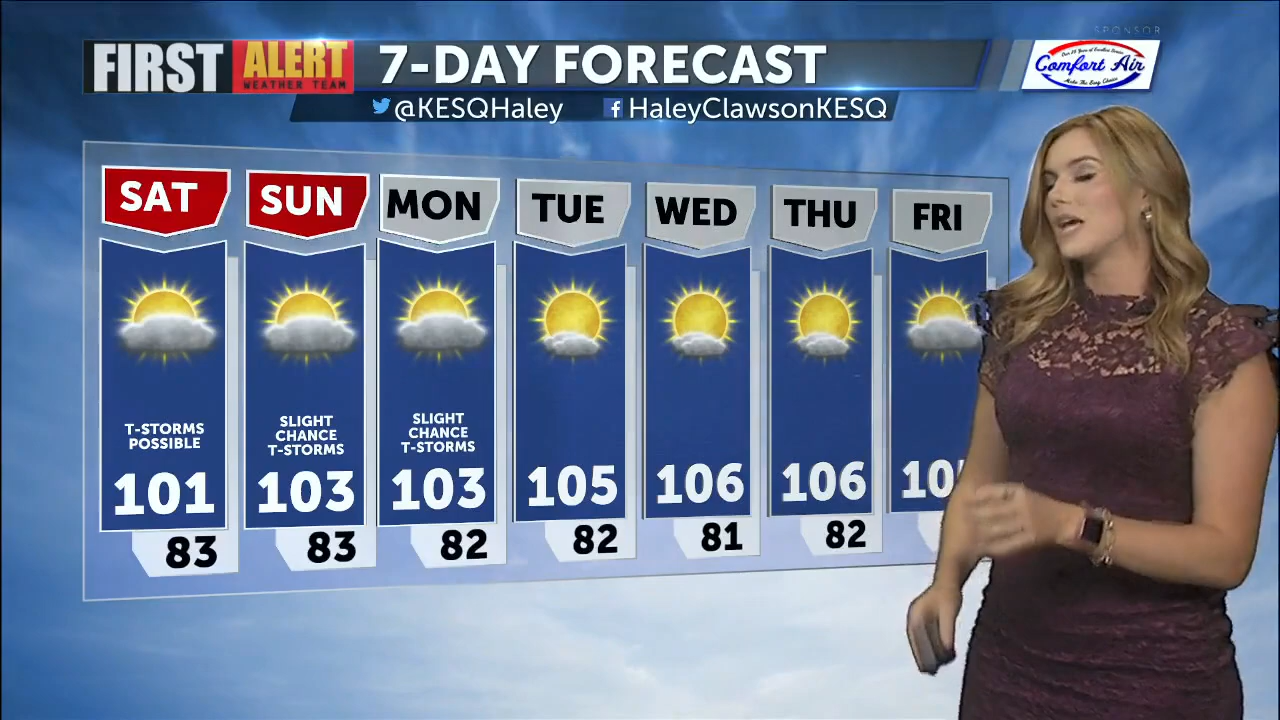 SPONSOR
FIRST ALERT 7-DAY FORECAST
WEATHER TEAM
Comfort Air
@KESQHaley HaleyClawsonKESQ
SAT SUN MON TUE WED THU FRI
T-STORMS
POSSIBLE
SLIGHT
CHANCE
T-STORMS
SLIGHT
CHANCE
T-STORMS
101 103 103 105 106 106
83 83 82 82 81 82